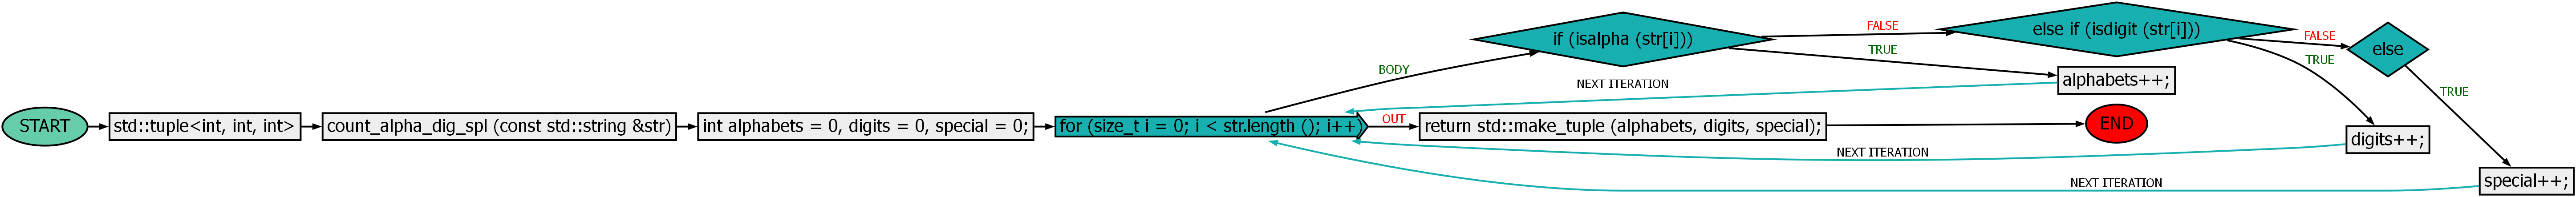 START
std::tuple<int, int, int>
count_alpha_dig_spl (const std::string &str)
int alphabets = 0, digits = 0, special = 0;
for (size_t i = 0; i < str.length (); i++)
BODY
if (isalpha (str[i]))
FALSE
TRUE
else if (isdigit (str[i]))
FALSE
TRUE
else
TRUE
alphabets++;
NEXT ITERATION
OUT
return std::make_tuple (alphabets, digits, special);
END
digits++;
NEXT ITERATION
special++;
NEXT ITERATION